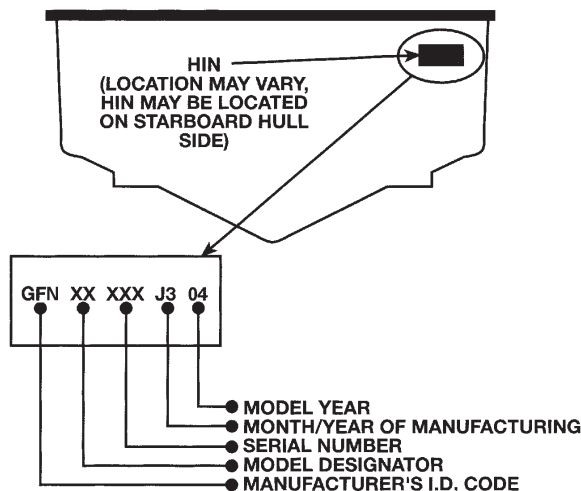 HIN
(LOCATION MAY VARY,
HIN MAY BE LOCATED
ON STARBOARD HULL
SIDE)
GFN XX XXX J3 04
MODEL YEAR
MONTH/YEAR OF MANUFACTURING
SERIAL NUMBER
MODEL DESIGNATOR
MANUFACTURER'S I.D. CODE